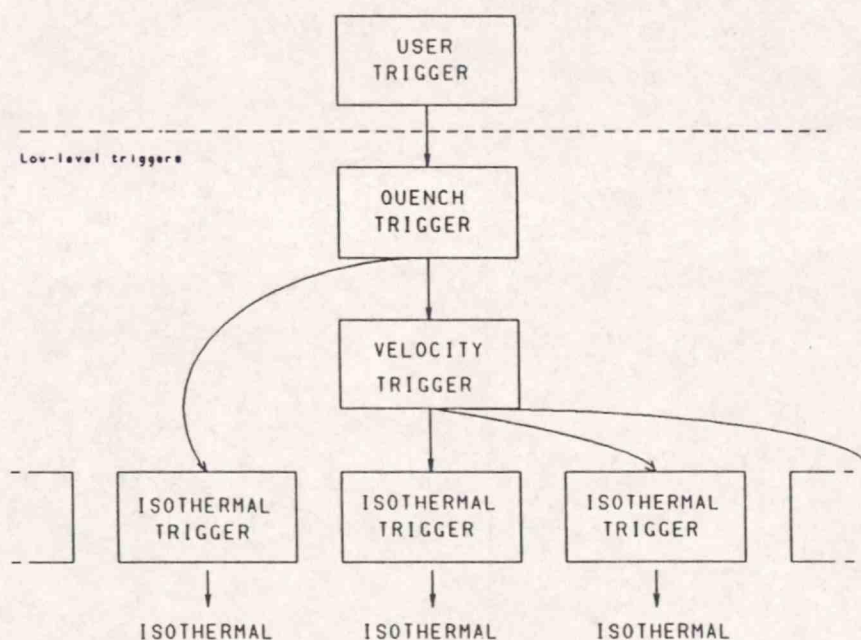 USER
TRIGGER
Low-level triggers
QUENCH
TRIGGER
VELOCITY
TRIGGER
ISOTHERMAL
TRIGGER
ISOTHERMAL
TRIGGER
ISOTHERMAL
TRIGGER
ISOTHERMAL
ISOTHERMAL
ISOTHERMAL